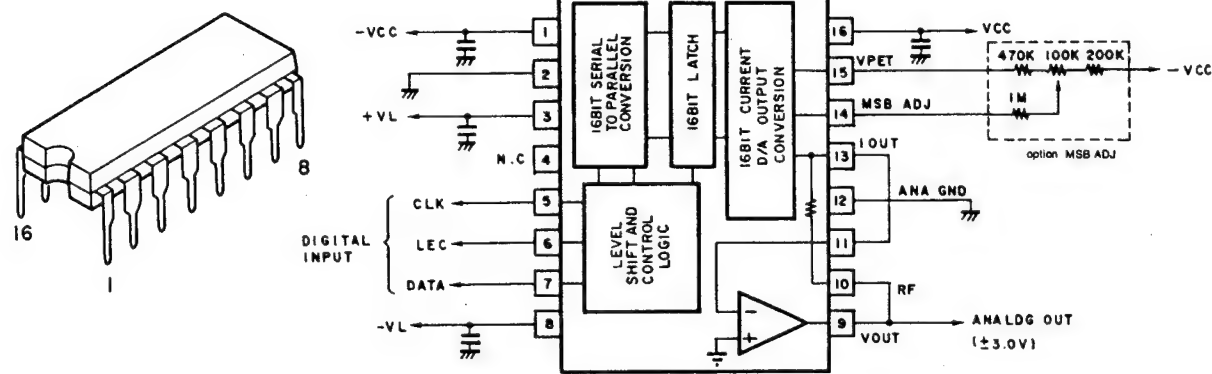 8
16
1
-VCC
1
2
+VL
3
N.C
4
DIGITAL INPUT
CLK
5
LEC
6
DATA
7
-VL
8
16BIT SERIAL TO PARALLEL CONVERSION
16BIT LATCH
16BIT CURRENT D/A OUTPUT CONVERSION
LEVEL SHIFT AND CONTROL LOGIC
-
+
16
VCC
15
VPET
470K 100K 200K
-VCC
14
MSB ADJ
1M
option MSB ADJ
13
IOUT
12
ANA GND
11
10
RF
9
VOUT
ANALDG OUT
(±3.0V)